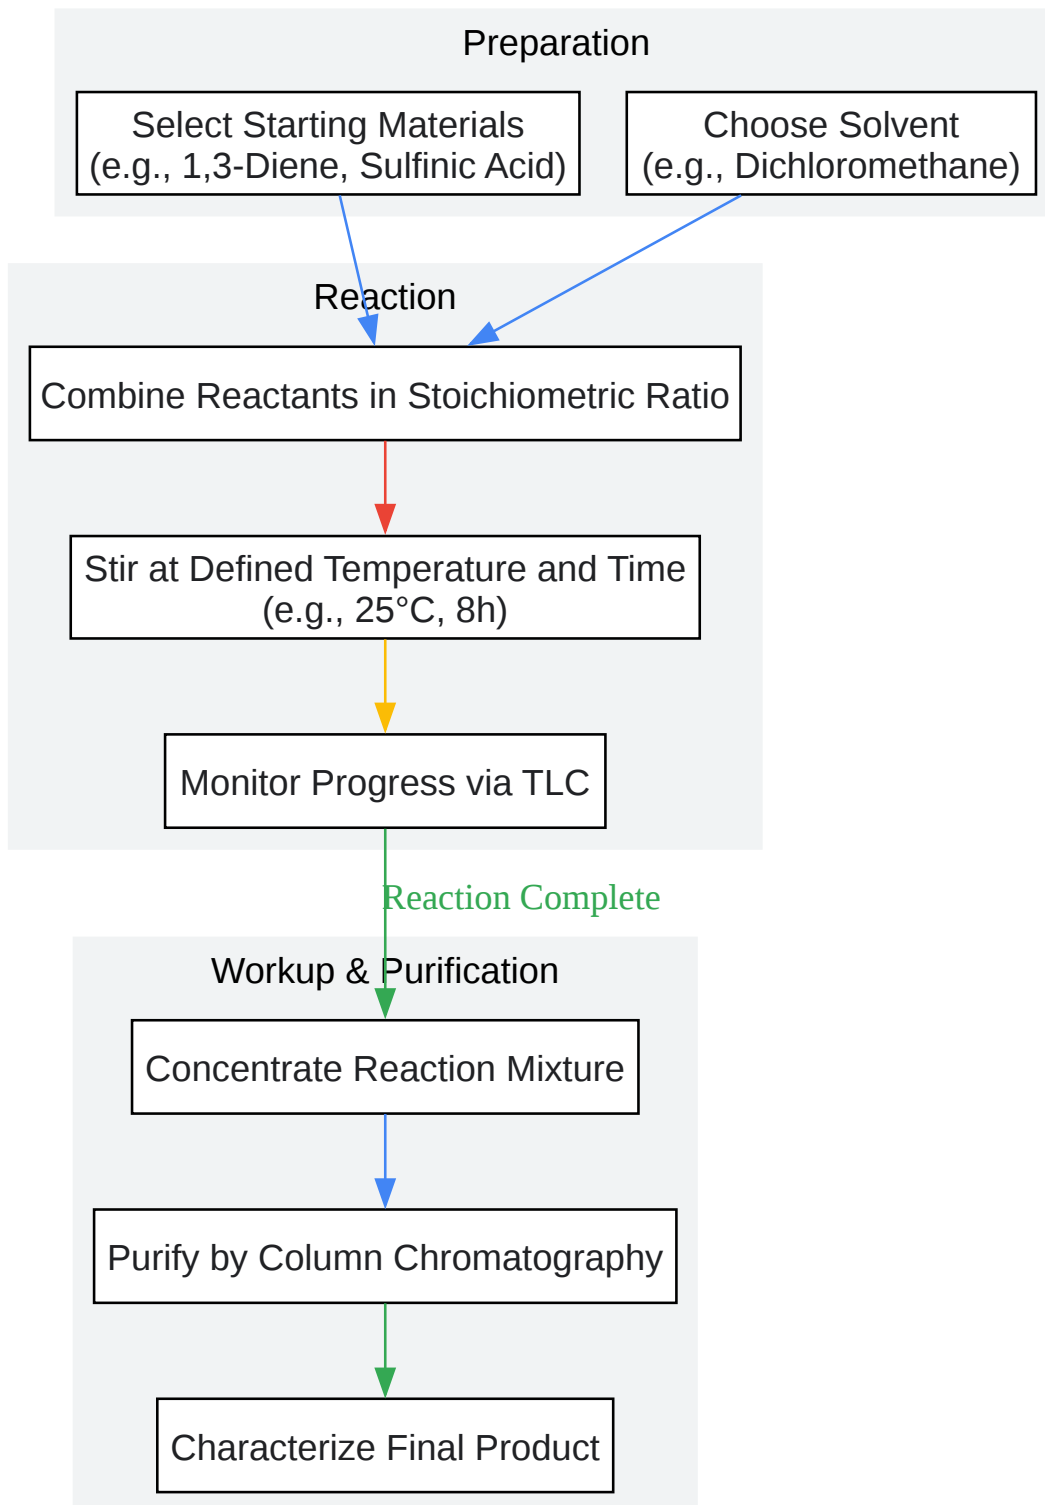 Preparation
Select Starting Materials
(e.g., 1,3-Diene, Sulfinic Acid)
Choose Solvent
(e.g., Dichloromethane)
Reaction
Combine Reactants in Stoichiometric Ratio
Stir at Defined Temperature and Time
(e.g., 25°C, 8h)
Monitor Progress via TLC
Reaction Complete
Workup & Purification
Concentrate Reaction Mixture
Purify by Column Chromatography
Characterize Final Product